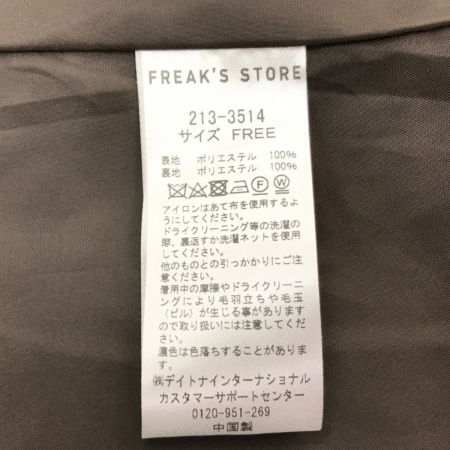 FREAK'S STORE
213-3514
サイズ FREE
表地 ポリエステル 100%
裏地 ポリエステル 100%
アイロンはあて布を使用するよ
うにしてください。
ドライクリーニング等の洗濯の
際、裏返すか洗濯ネットを使用
してください。
他のものとの引っかかりにご注
意ください。
着用中の摩擦やドライクリーニ
ングにより毛羽立ちや毛玉
(ピル)が生じる事があります
ので取り扱いには注意してくだ
さい。
濃色は色落ちすることがありま
す。
㈱デイトナインターナショナル
カスタマーサポートセンター
0120-951-269
中国製